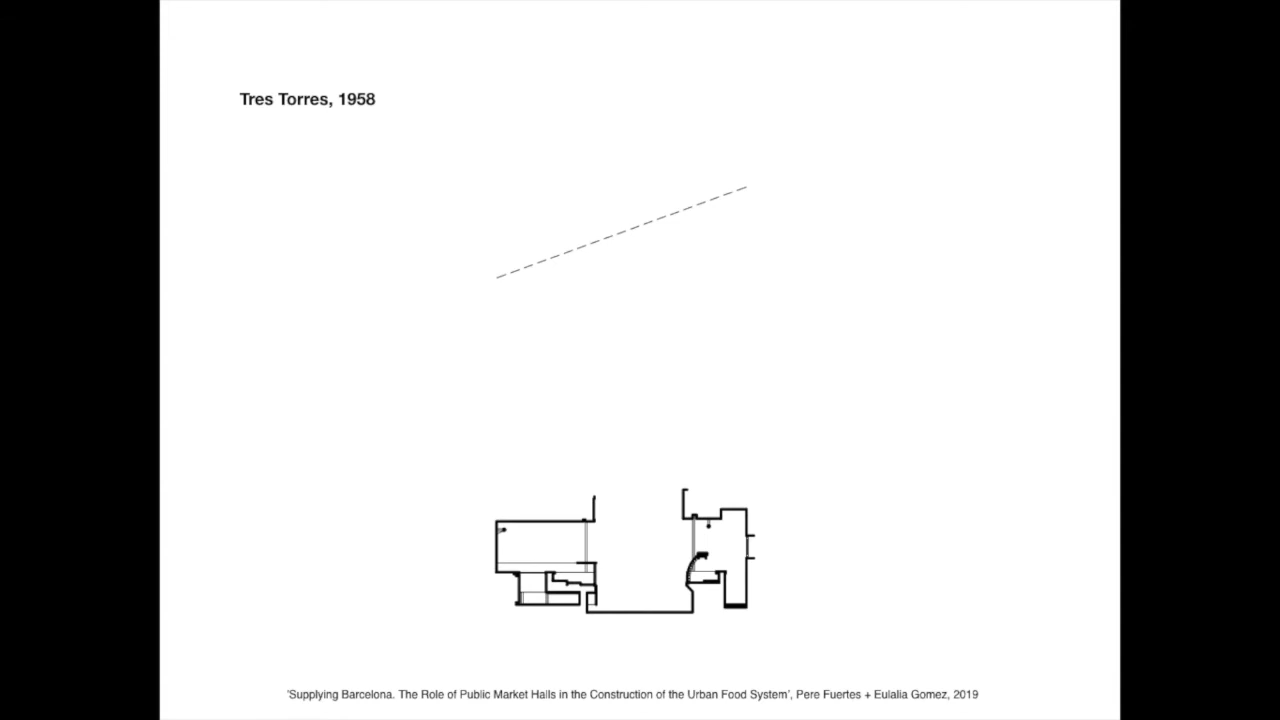 Tres Torres, 1958
'Supplying Barcelona. The Role of Public Market Halls in the Construction of the Urban Food System', Pere Fuertes + Eulalia Gomez, 2019